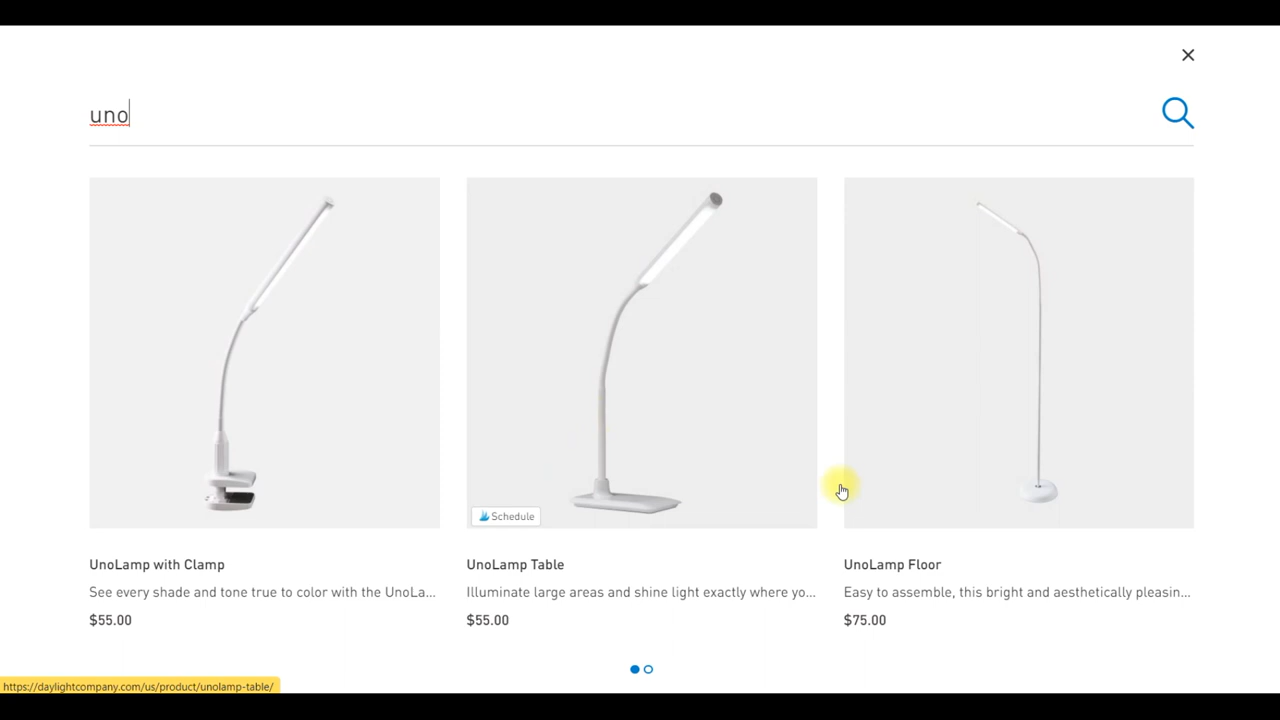 uno
Schedule
UnoLamp with Clamp
See every shade and tone true to color with the UnoLa...
$55.00
UnoLamp Table
Illuminate large areas and shine light exactly where yo...
$55.00
UnoLamp Floor
Easy to assemble, this bright and aesthetically pleasin...
$75.00
https://daylightcompany.com/us/product/unolamp-table/